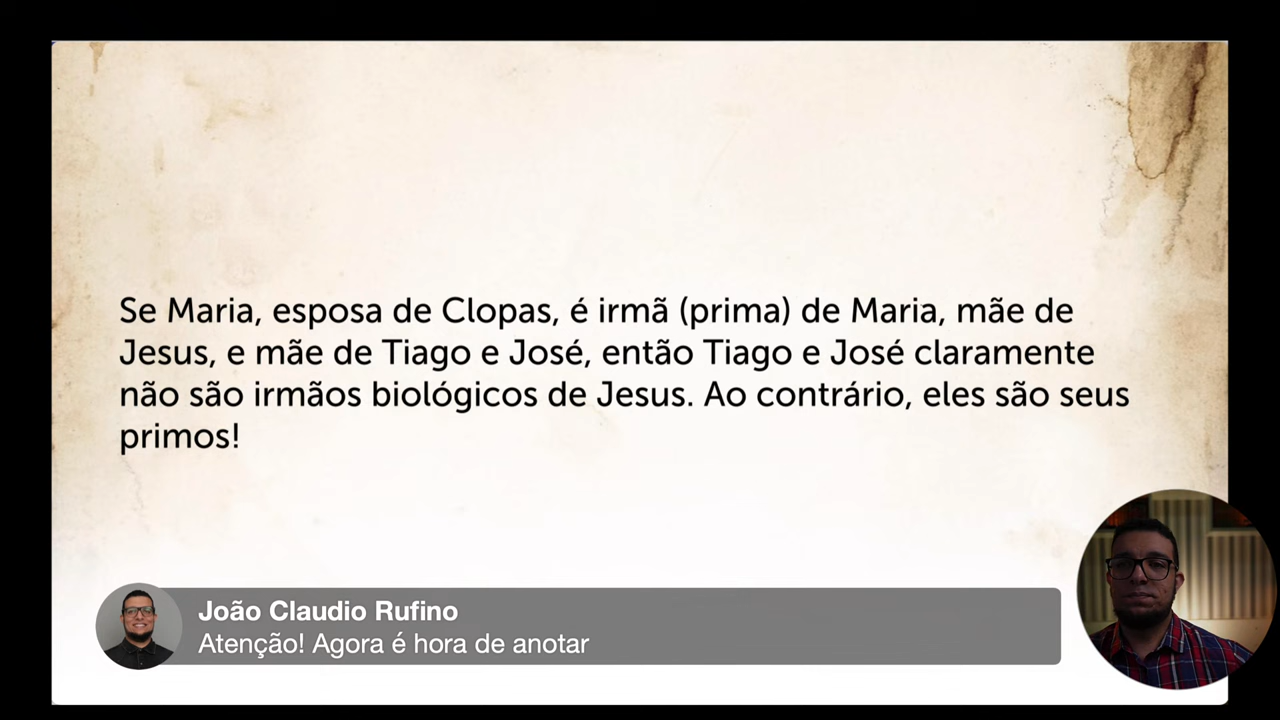 Se Maria, esposa de Clopas, é irmã (prima) de Maria, mãe de
Jesus, e mãe de Tiago e José, então Tiago e José claramente
não são irmãos biológicos de Jesus. Ao contrário, eles são seus
primos!
João Claudio Rufino
Atenção! Agora é hora de anotar